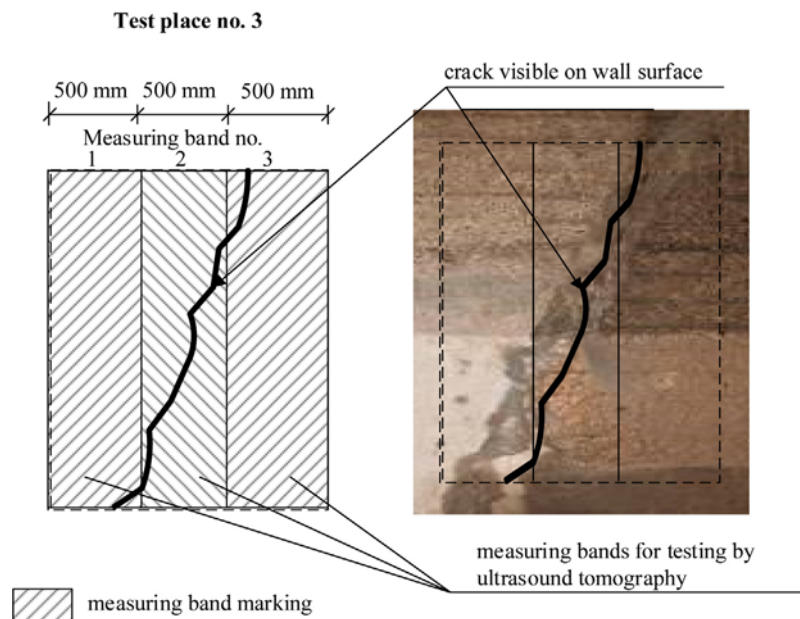 Test place no. 3
500 mm 500 mm 500 mm
Measuring band no.
1 2 3
crack visible on wall surface
measuring bands for testing by
ultrasound tomography
measuring band marking